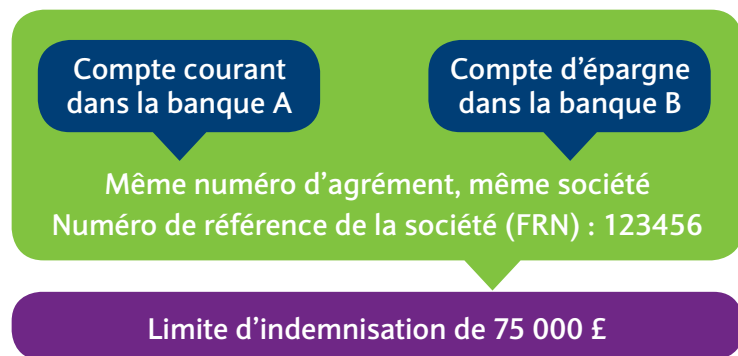 Compte courant
dans la banque A
Compte d’épargne
dans la banque B
Même numéro d’agrément, même société
Numéro de référence de la société (FRN) : 123456
Limite d’indemnisation de 75 000 £